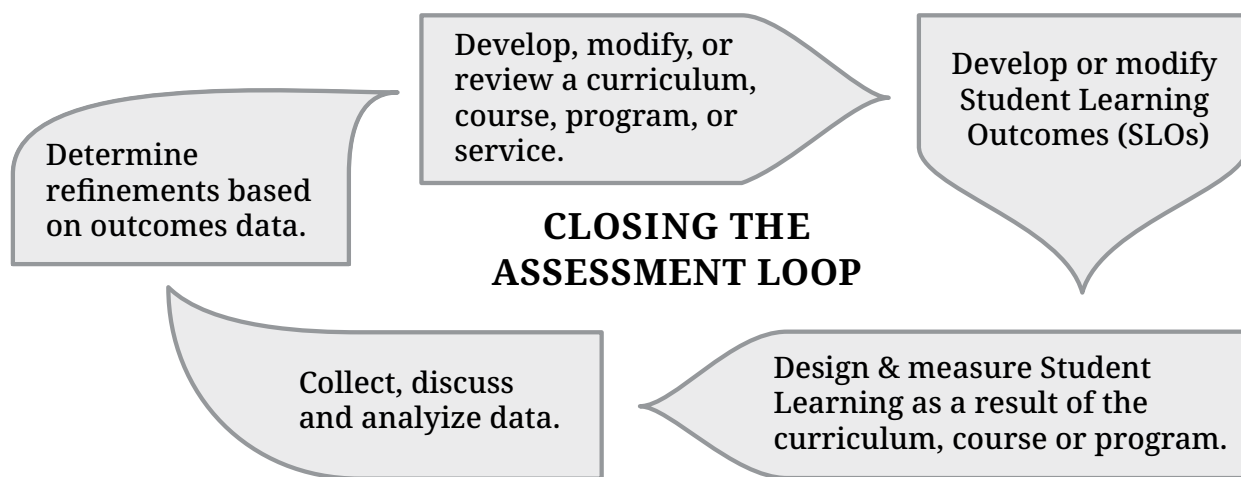 Develop, modify, or
review a curriculum,
course, program, or
service.
Develop or modify
Student Learning
Outcomes (SLOs)
Determine
refinements based
on outcomes data.
CLOSING THE
ASSESSMENT LOOP
Collect, discuss
and analyize data.
Design & measure Student
Learning as a result of the
curriculum, course or program.